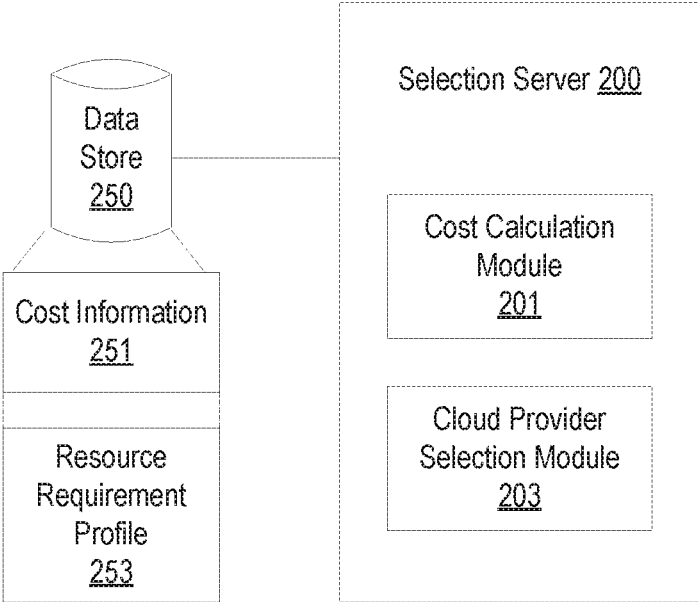 Selection Server 200
Data
Store
250
Cost Calculation
Module
201
Cost Information
251
Cloud Provider
Selection Module
203
Resource
Requirement
Profile
253